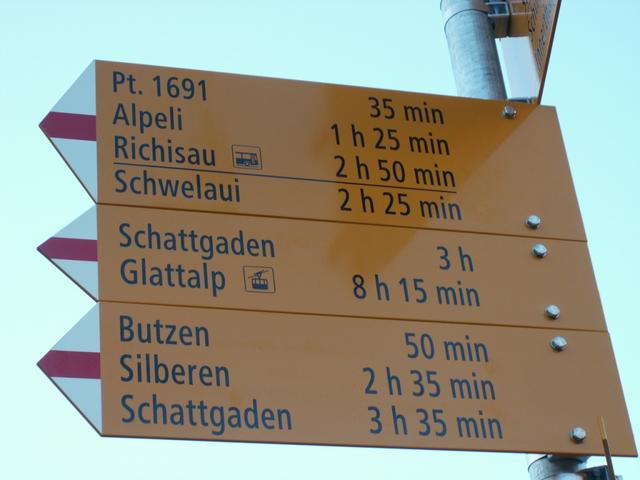 Pt. 1691 35 min
Alpeli 1 h 25 min
Richisau 2 h 50 min
Schwelaui 2 h 25 min
Schattgaden 3 h
Glattalp 8 h 15 min
Butzen 50 min
Silberen 2 h 35 min
Schattgaden 3 h 35 min